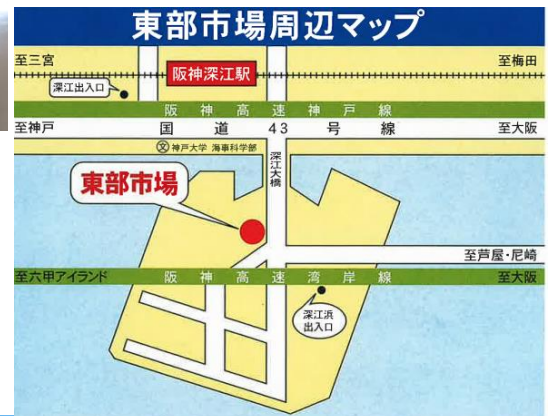 東部市場周辺マップ
至三宮
至梅田
阪神深江駅
深江出入口
阪神高速神戸線
至神戸
国道43号線
至大阪
文神戸大学 海事科学部
深江大橋
東部市場
至芦屋・尼崎
至六甲アイランド
阪神高速湾岸線
至大阪
深江浜
出入口